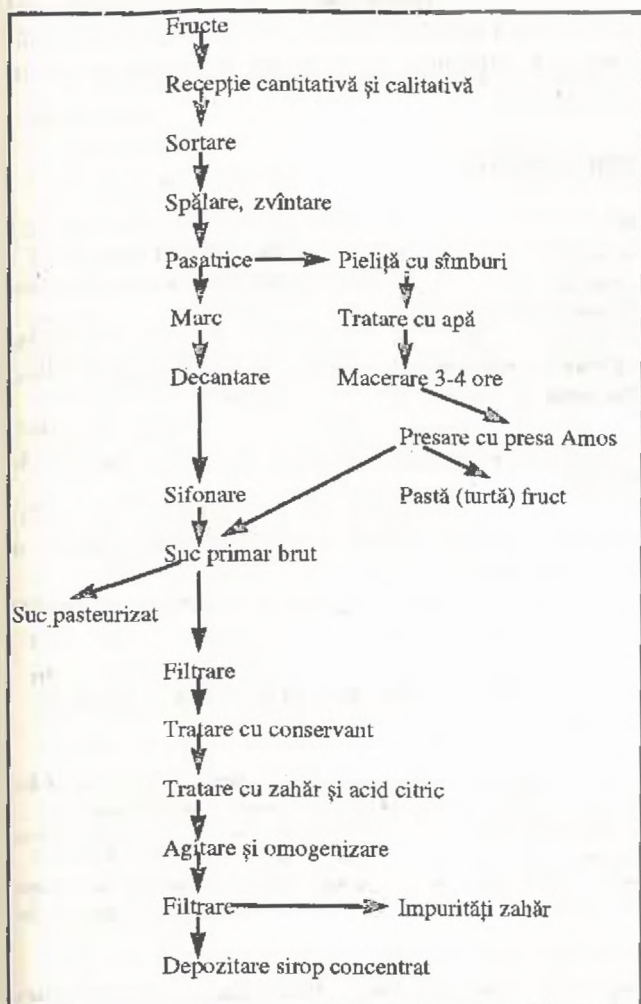 Fructe
Recepție cantitativă și calitativă
Sortare
Spălare, zvîntare
Pasatrice Pieliță cu sîmburi
Marc Tratare cu apă
Decantare Macerare 3-4 ore
Presare cu presa Amos
Sifonare Pastă (turtă) fruct
Suc primar brut
Suc pasteurizat
Filtrare
Tratare cu conservant
Tratare cu zahăr și acid citric
Agitare și omogenizare
Filtrare Impurități zahăr
Depozitare sirop concentrat